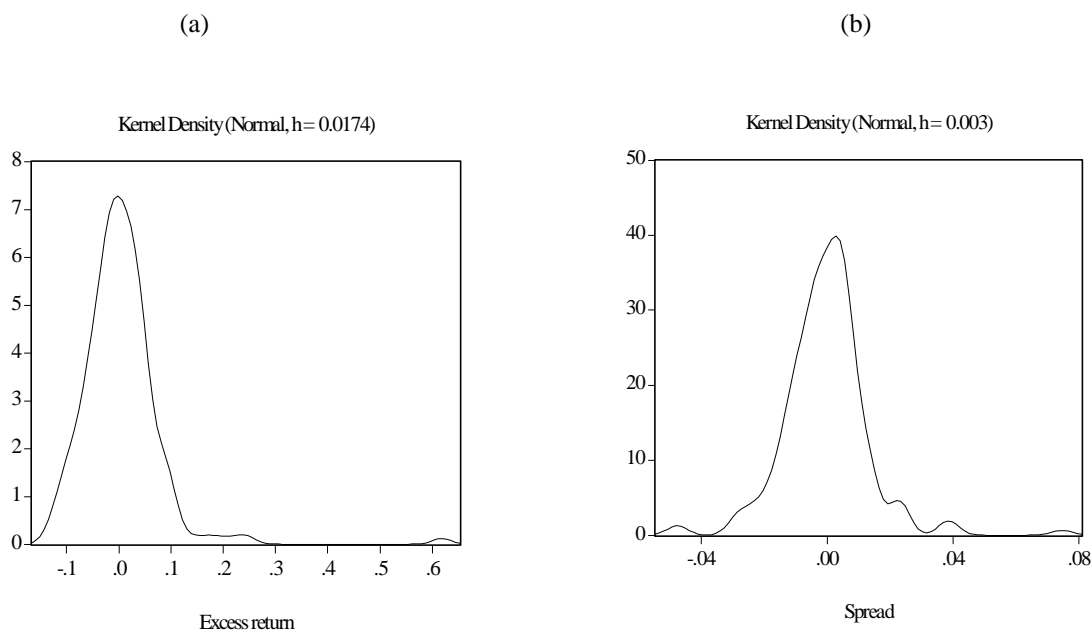 (a)
(b)
Kernel Density (Normal, h = 0.0174)
Kernel Density (Normal, h = 0.003)
8
7
6
5
4
3
2
1
0
-.1 .0 .1 .2 .3 .4 .5 .6
Excess return
50
40
30
20
10
0
-.04 .00 .04 .08
Spread